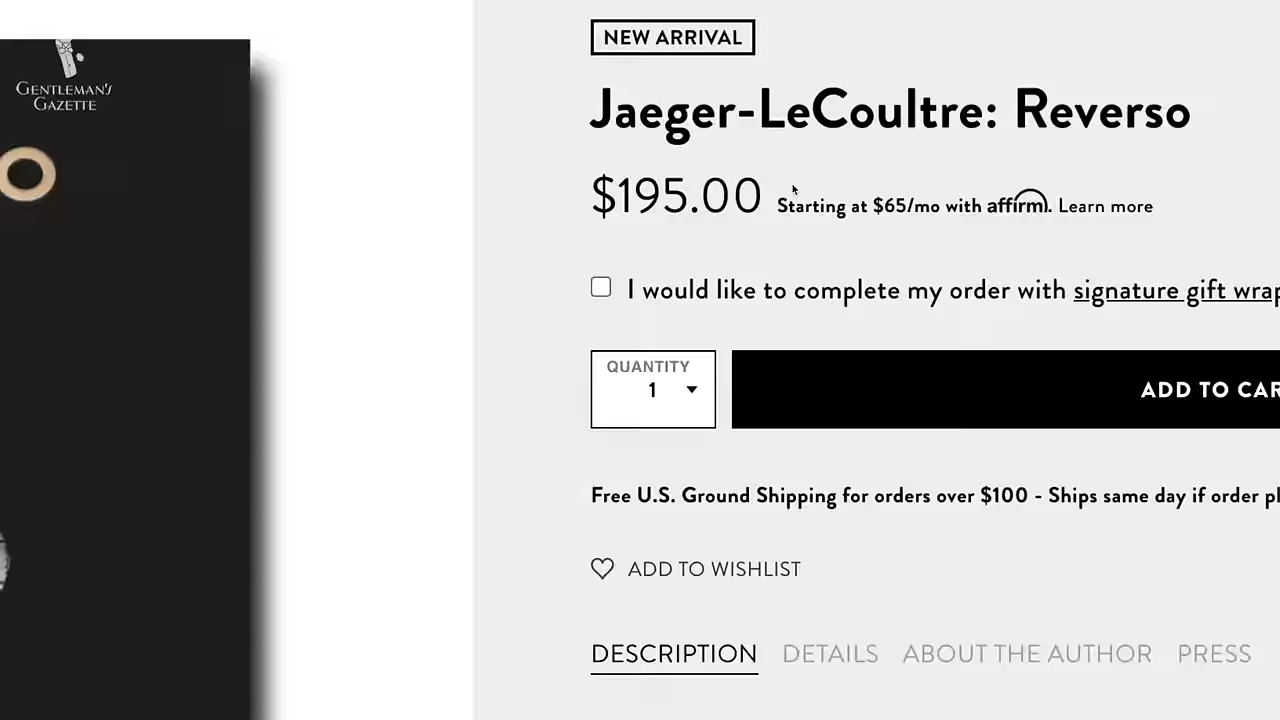 GENTLEMAN'S
GAZETTE
NEW ARRIVAL
Jaeger-LeCoultre: Reverso
$195.00 Starting at $65/mo with affirm. Learn more
I would like to complete my order with signature gift wrap
QUANTITY
1
ADD TO CAR
Free U.S. Ground Shipping for orders over $100 - Ships same day if order pl
ADD TO WISHLIST
DESCRIPTION DETAILS ABOUT THE AUTHOR PRESS